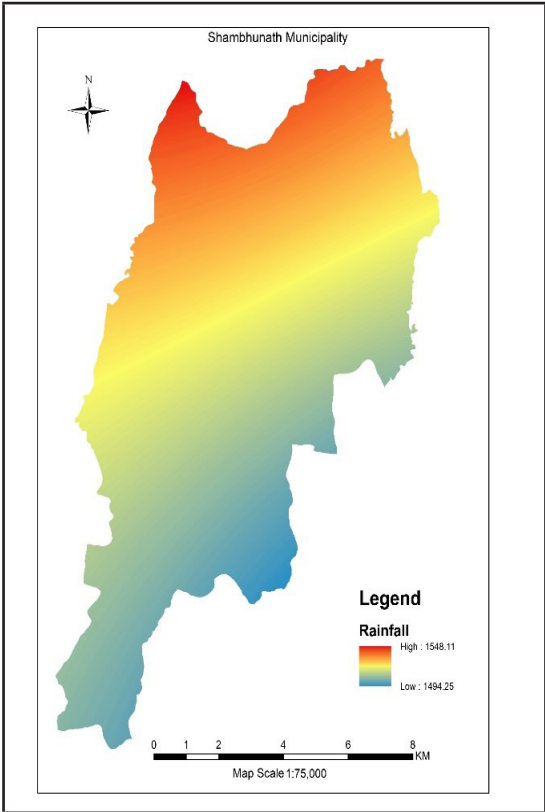 Shambhunath Municipality
N
Legend
Rainfall
High : 1548.11
Low : 1494.25
0 1 2 4 6 8
KM
Map Scale 1:75,000